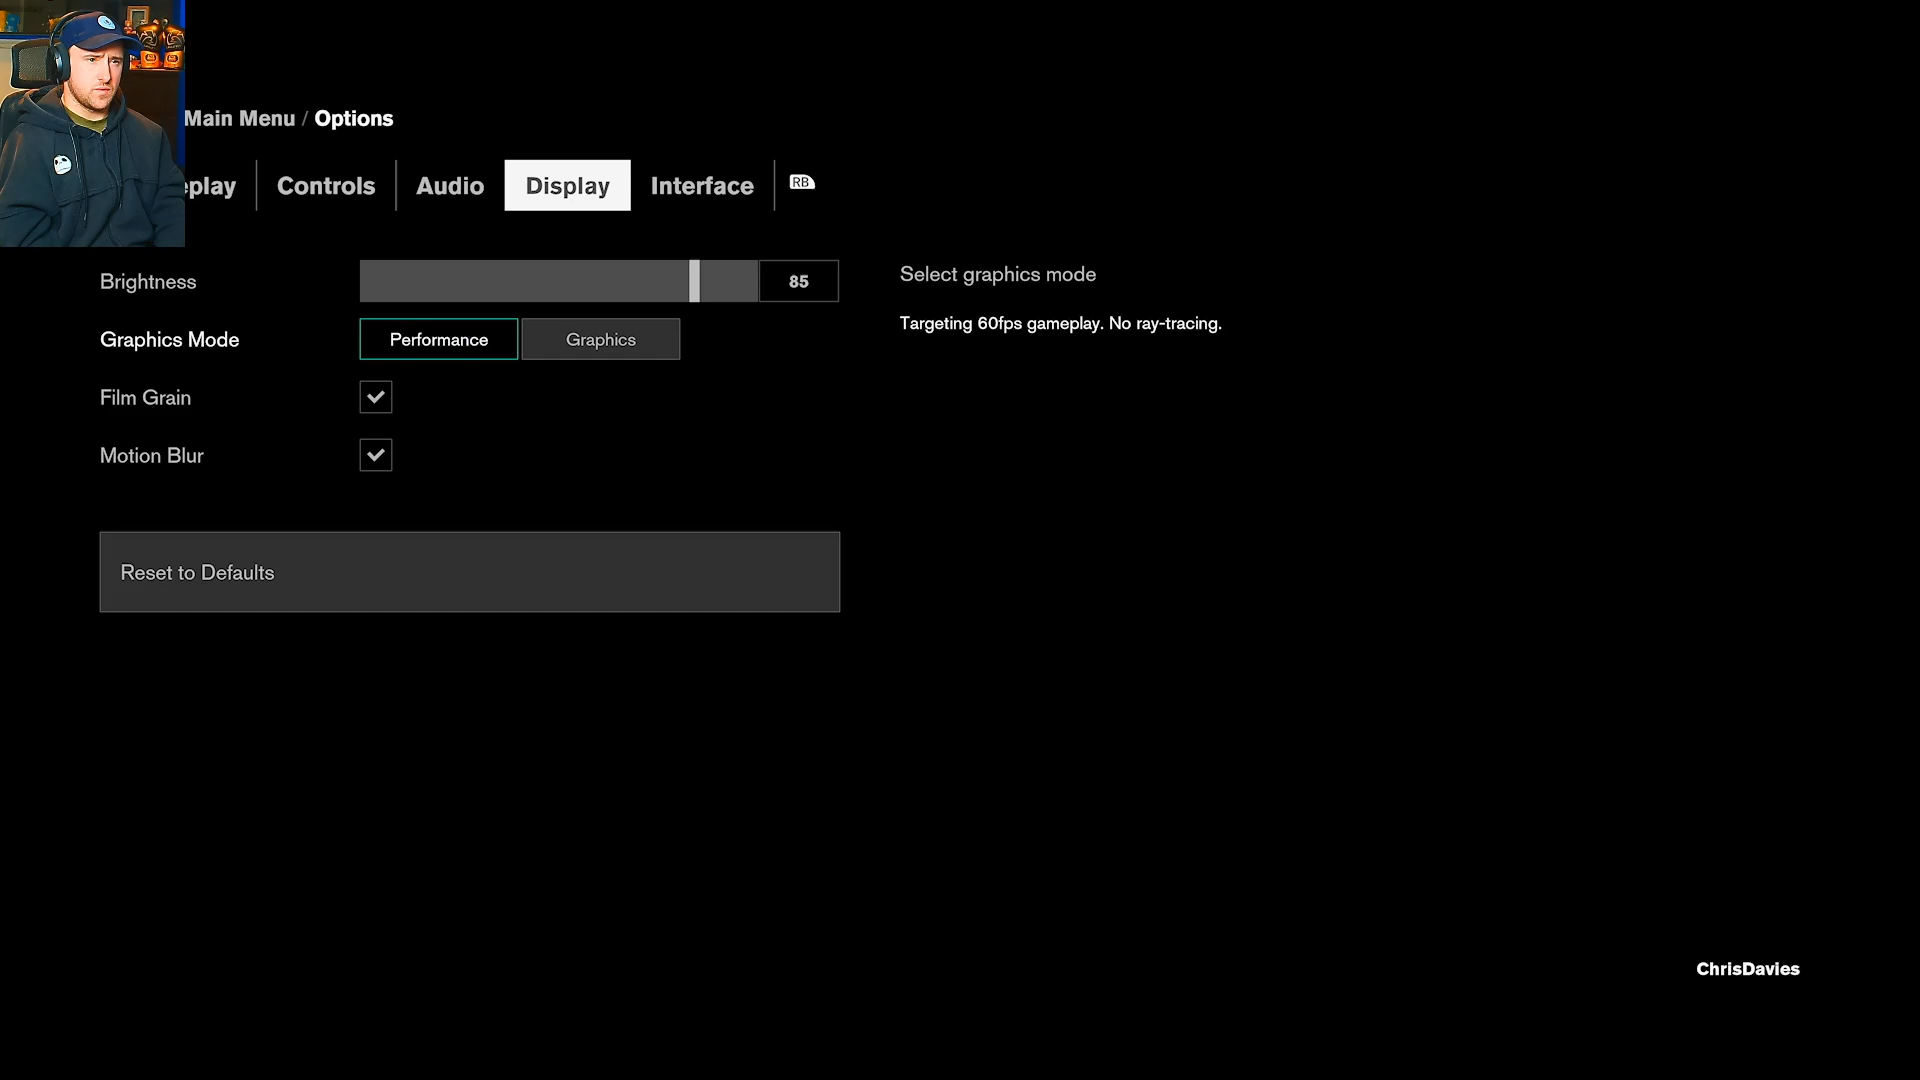 Main Menu / Options
eplay Controls Audio Display Interface RB
Brightness 85
Select graphics mode
Graphics Mode Performance Graphics
Targeting 60fps gameplay. No ray-tracing.
Film Grain
Motion Blur
Reset to Defaults
ChrisDavies